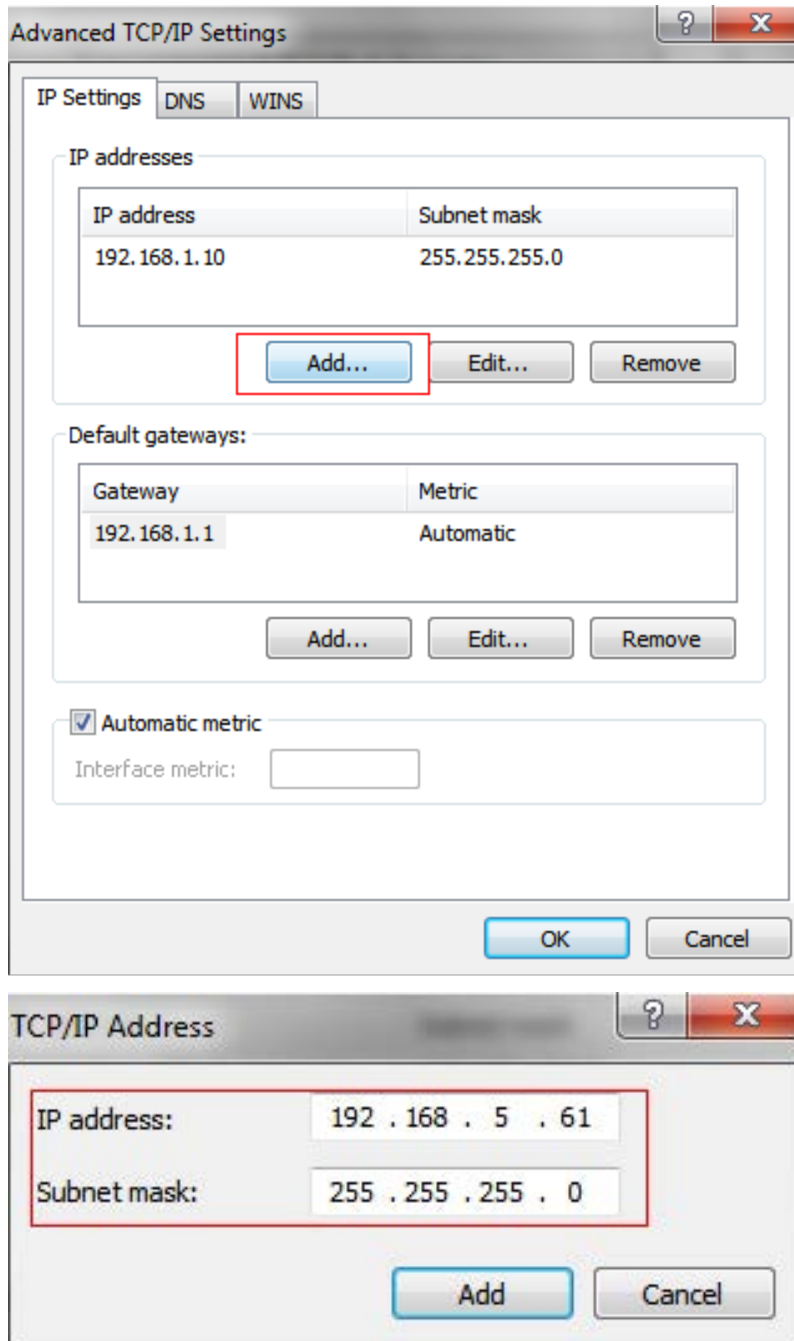 Advanced TCP/IP Settings
? X
IP Settings DNS WINS
IP addresses
IP address Subnet mask
192.168.1.10 255.255.255.0
Add... Edit... Remove
Default gateways:
Gateway Metric
192.168.1.1 Automatic
Add... Edit... Remove
Automatic metric
Interface metric:
OK Cancel
TCP/IP Address
? X
IP address: 192 . 168 . 5 . 61
Subnet mask: 255 . 255 . 255 . 0
Add Cancel